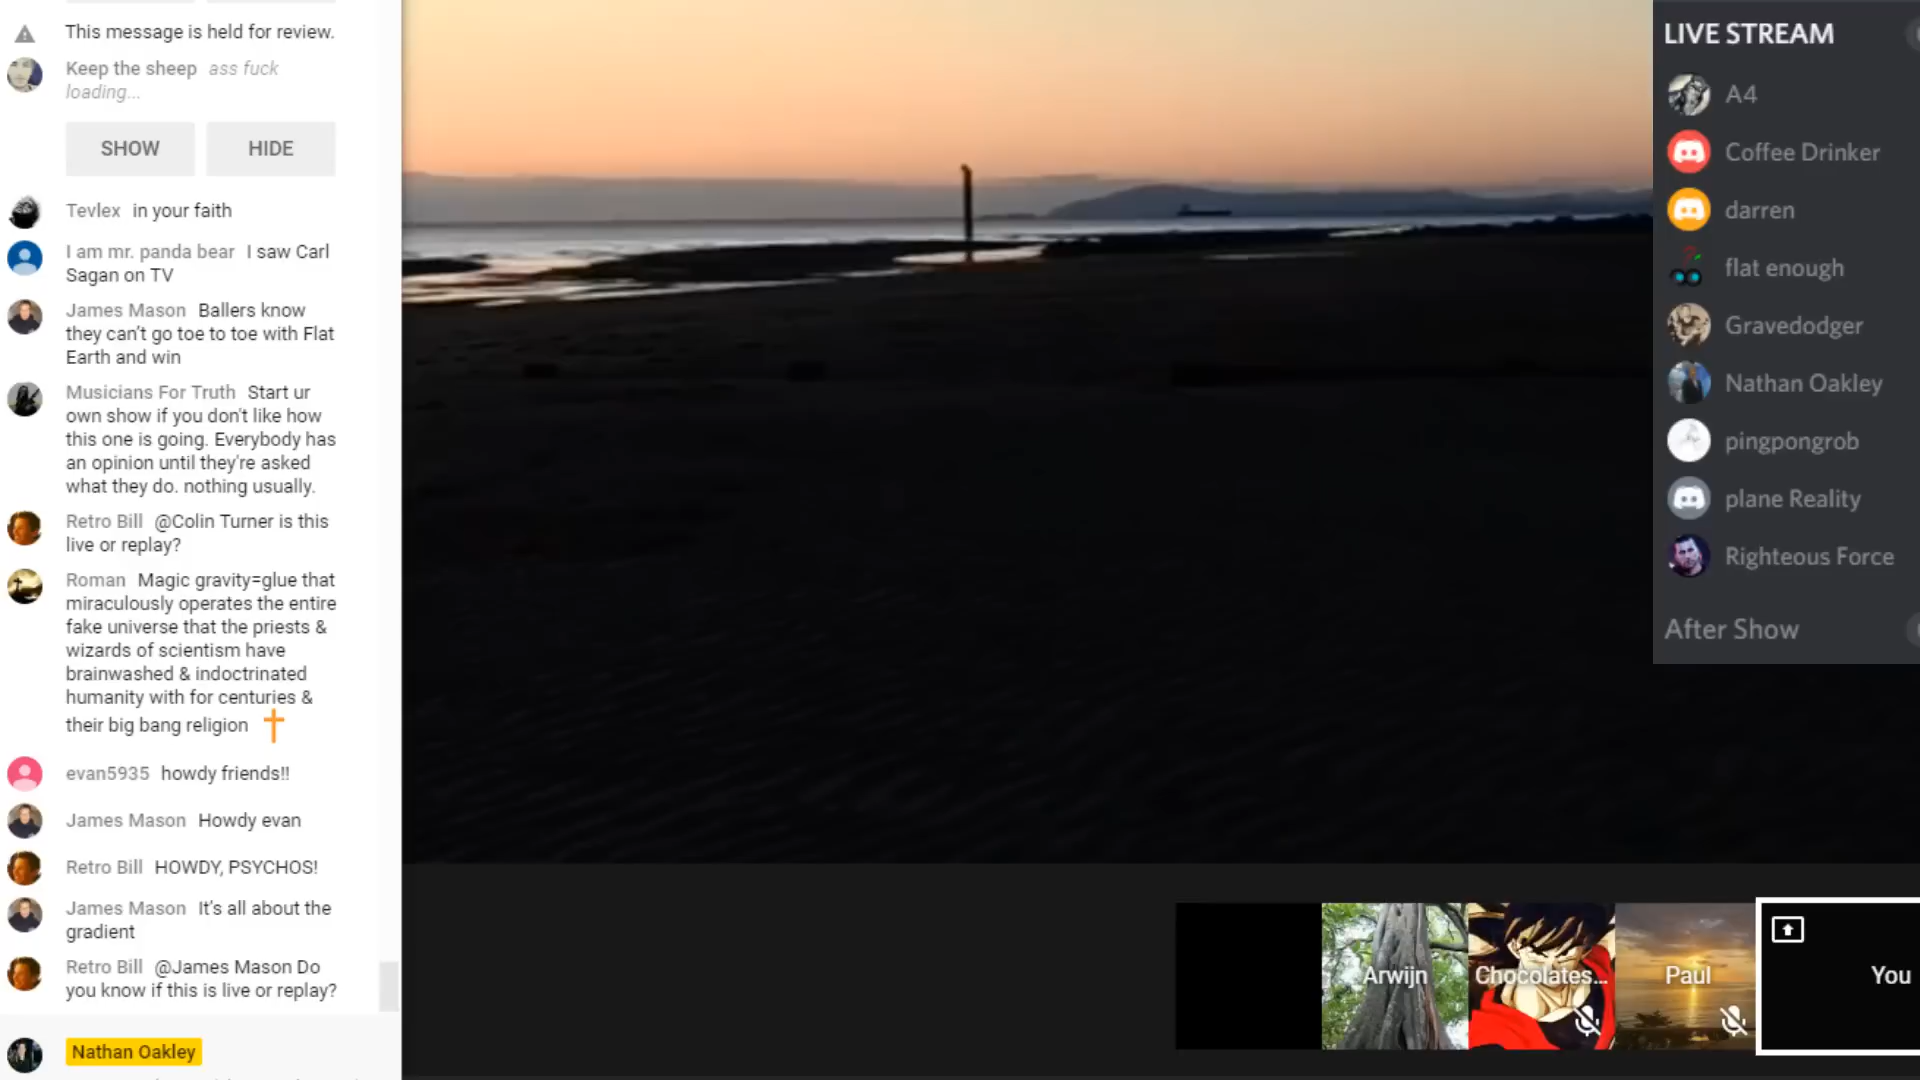 This message is held for review.
Keep the sheep ass fuck
loading...
SHOW HIDE
Tevlex in your faith
I am mr. panda bear I saw Carl
Sagan on TV
James Mason Ballers know
they can't go toe to toe with Flat
Earth and win
Musicians For Truth Start ur
own show if you don't like how
this one is going. Everybody has
an opinion until they're asked
what they do. nothing usually.
Retro Bill @Colin Turner is this
live or replay?
Roman Magic gravity=glue that
miraculously operates the entire
fake universe that the priests &
wizards of scientism have
brainwashed & indoctrinated
humanity with for centuries &
their big bang religion
evan5935 howdy friends!!
James Mason Howdy evan
Retro Bill HOWDY, PSYCHOS!
James Mason It's all about the
gradient
Retro Bill @James Mason Do
you know if this is live or replay?
Nathan Oakley
LIVE STREAM
A4
Coffee Drinker
darren
flat enough
Gravedodger
Nathan Oakley
pingpongrob
plane Reality
Righteous Force
After Show
Arwijn
Chocolates...
Paul
You